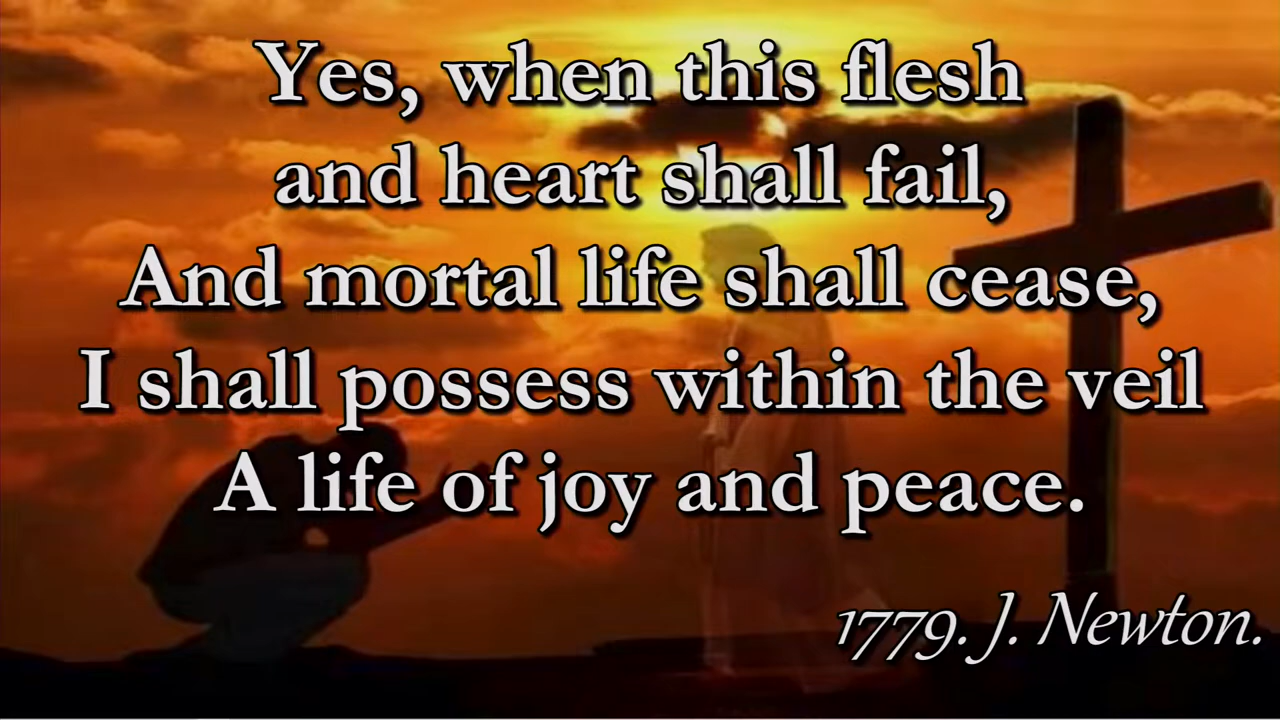 Yes, when this flesh
and heart shall fail,
And mortal life shall cease,
I shall possess within the veil
A life of joy and peace.
1779. J. Newton.